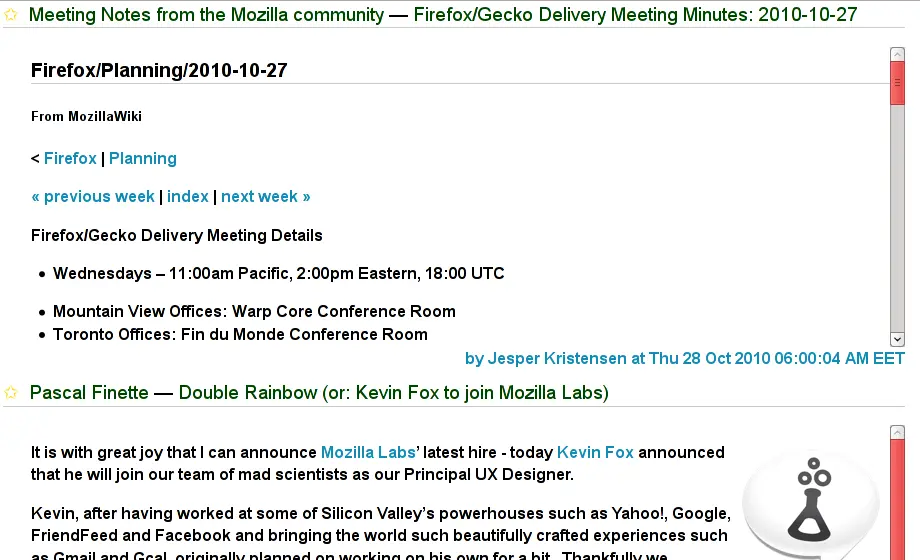 Meeting Notes from the Mozilla community — Firefox/Gecko Delivery Meeting Minutes: 2010-10-27
Firefox/Planning/2010-10-27
From MozillaWiki
< Firefox | Planning
« previous week | index | next week »
Firefox/Gecko Delivery Meeting Details
• Wednesdays – 11:00am Pacific, 2:00pm Eastern, 18:00 UTC
• Mountain View Offices: Warp Core Conference Room
• Toronto Offices: Fin du Monde Conference Room
by Jesper Kristensen at Thu 28 Oct 2010 06:00:04 AM EET
Pascal Finette — Double Rainbow (or: Kevin Fox to join Mozilla Labs)
It is with great joy that I can announce Mozilla Labs’ latest hire - today Kevin Fox announced
that he will join our team of mad scientists as our Principal UX Designer.
Kevin, after having worked at some of Silicon Valley’s powerhouses such as Yahoo!, Google,
FriendFeed and Facebook and bringing the world such beautifully crafted experiences such
as Gmail and Gcal, originally planned on working on his own for a bit. Thankfully we